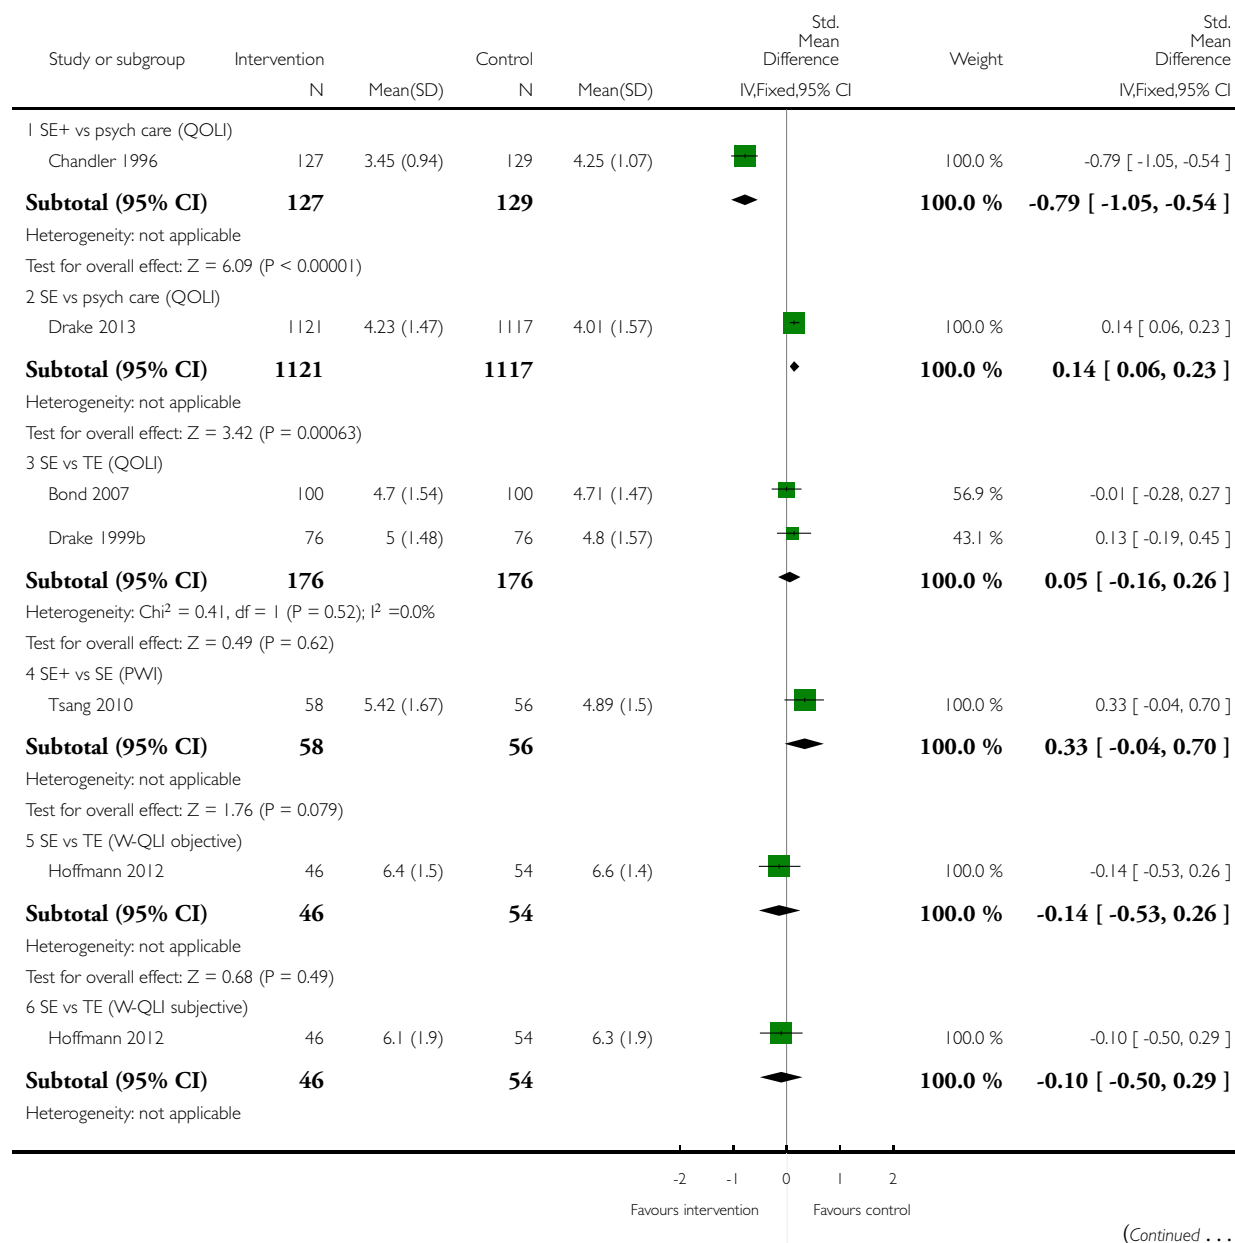 Study or subgroup Intervention Control Std. Mean Difference Weight Std. Mean Difference
N Mean(SD) N Mean(SD) IV,Fixed,95% CI IV,Fixed,95% CI
1 SE+ vs psych care (QOLI)
Chandler 1996 127 3.45 (0.94) 129 4.25 (1.07) 100.0 % -0.79 [ -1.05, -0.54 ]
Subtotal (95% CI) 127 129 100.0 % -0.79 [ -1.05, -0.54 ]
Heterogeneity: not applicable
Test for overall effect: Z = 6.09 (P < 0.00001)
2 SE vs psych care (QOLI)
Drake 2013 1121 4.23 (1.47) 1117 4.01 (1.57) 100.0 % 0.14 [ 0.06, 0.23 ]
Subtotal (95% CI) 1121 1117 100.0 % 0.14 [ 0.06, 0.23 ]
Heterogeneity: not applicable
Test for overall effect: Z = 3.42 (P = 0.00063)
3 SE vs TE (QOLI)
Bond 2007 100 4.7 (1.54) 100 4.71 (1.47) 56.9 % -0.01 [ -0.28, 0.27 ]
Drake 1999b 76 5 (1.48) 76 4.8 (1.57) 43.1 % 0.13 [ -0.19, 0.45 ]
Subtotal (95% CI) 176 176 100.0 % 0.05 [ -0.16, 0.26 ]
Heterogeneity: Chi² = 0.41, df = 1 (P = 0.52); I² =0.0%
Test for overall effect: Z = 0.49 (P = 0.62)
4 SE+ vs SE (PWI)
Tsang 2010 58 5.42 (1.67) 56 4.89 (1.5) 100.0 % 0.33 [ -0.04, 0.70 ]
Subtotal (95% CI) 58 56 100.0 % 0.33 [ -0.04, 0.70 ]
Heterogeneity: not applicable
Test for overall effect: Z = 1.76 (P = 0.079)
5 SE vs TE (W-QLI objective)
Hoffmann 2012 46 6.4 (1.5) 54 6.6 (1.4) 100.0 % -0.14 [ -0.53, 0.26 ]
Subtotal (95% CI) 46 54 100.0 % -0.14 [ -0.53, 0.26 ]
Heterogeneity: not applicable
Test for overall effect: Z = 0.68 (P = 0.49)
6 SE vs TE (W-QLI subjective)
Hoffmann 2012 46 6.1 (1.9) 54 6.3 (1.9) 100.0 % -0.10 [ -0.50, 0.29 ]
Subtotal (95% CI) 46 54 100.0 % -0.10 [ -0.50, 0.29 ]
Heterogeneity: not applicable
-2 -1 0 1 2
Favours intervention Favours control
(Continued . . .